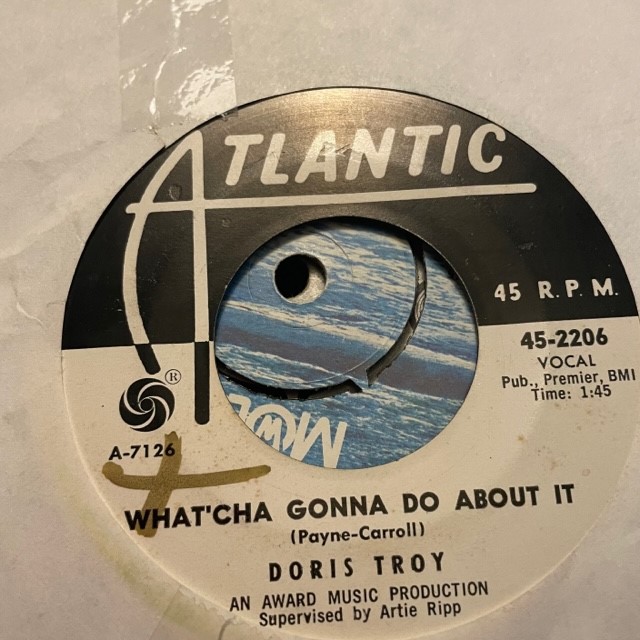 ATLANTIC
45 R.P.M.
45-2206
VOCAL
Pub., Premier, BMI
Time: 1:45
®
A-7126
WHAT'CHA GONNA DO ABOUT IT
(Payne-Carroll)
DORIS TROY
AN AWARD MUSIC PRODUCTION
Supervised by Artie Ripp